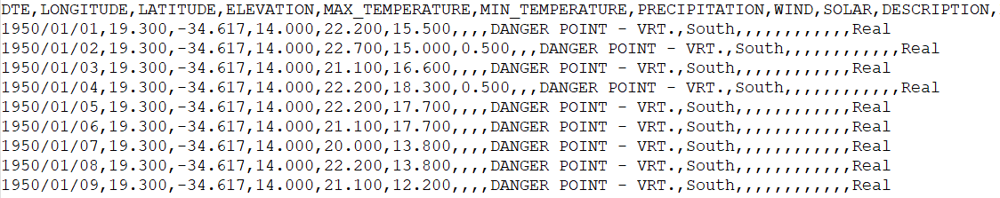 DTE,LONGITUDE,LATITUDE,ELEVATION,MAX_TEMPERATURE,MIN_TEMPERATURE,PRECIPITATION,WIND,SOLAR,DESCRIPTION,
1950/01/01,19.300,-34.617,14.000,22.200,15.500,,,,DANGER POINT - VRT.,South,,,,,,,,,,,,Real
1950/01/02,19.300,-34.617,14.000,22.700,15.000,0.500,,,DANGER POINT - VRT.,South,,,,,,,,,,,,Real
1950/01/03,19.300,-34.617,14.000,21.100,16.600,,,,DANGER POINT - VRT.,South,,,,,,,,,,,,Real
1950/01/04,19.300,-34.617,14.000,22.200,18.300,0.500,,,DANGER POINT - VRT.,South,,,,,,,,,,,,Real
1950/01/05,19.300,-34.617,14.000,22.200,17.700,,,,DANGER POINT - VRT.,South,,,,,,,,,,,,Real
1950/01/06,19.300,-34.617,14.000,21.100,17.700,,,,DANGER POINT - VRT.,South,,,,,,,,,,,,Real
1950/01/07,19.300,-34.617,14.000,20.000,13.800,,,,DANGER POINT - VRT.,South,,,,,,,,,,,,Real
1950/01/08,19.300,-34.617,14.000,22.200,13.800,,,,DANGER POINT - VRT.,South,,,,,,,,,,,,Real
1950/01/09,19.300,-34.617,14.000,21.100,12.200,,,,DANGER POINT - VRT.,South,,,,,,,,,,,,Real